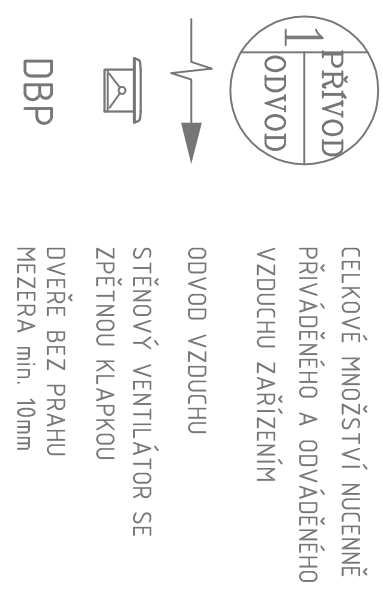 1
PŘÍVOD
ODVOD
CELKOVÉ MNOŽSTVÍ NUCENNĚ
PŘIVÁDĚNÉHO A ODVÁDĚNÉHO
VZDUCHU ZAŘÍZENÍM
ODVOD VZDUCHU
STĚNOVÝ VENTILÁTOR SE
ZPĚTNOU KLAPKOU
DBP
DVEŘE BEZ PRAHU
MEZERA min. 10mm